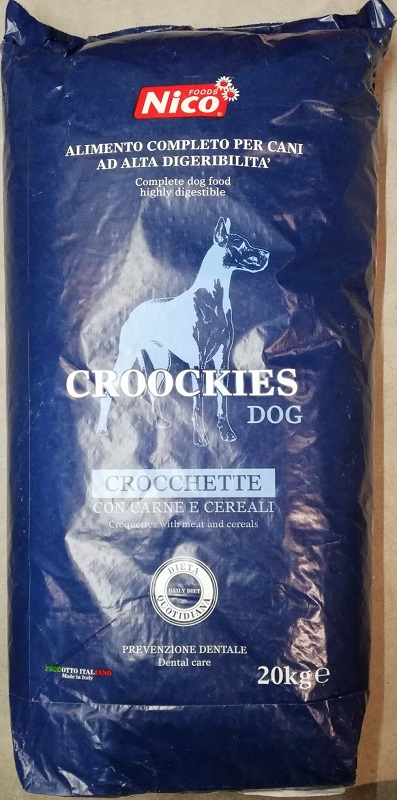 Nico
FOODS
ALIMENTO COMPLETO PER CANI
AD ALTA DIGERIBILITA'
Complete dog food
highly digestible
CROOCKIES
DOG
CROCCHETTE
CON CARNE E CEREALI
Croquettes with meat and cereals
DIETA
DAILY DIET
QUOTIDIANA
PREVENZIONE DENTALE
Dental care
PRODOTTO ITALIANO
Made in Italy
20kg℮